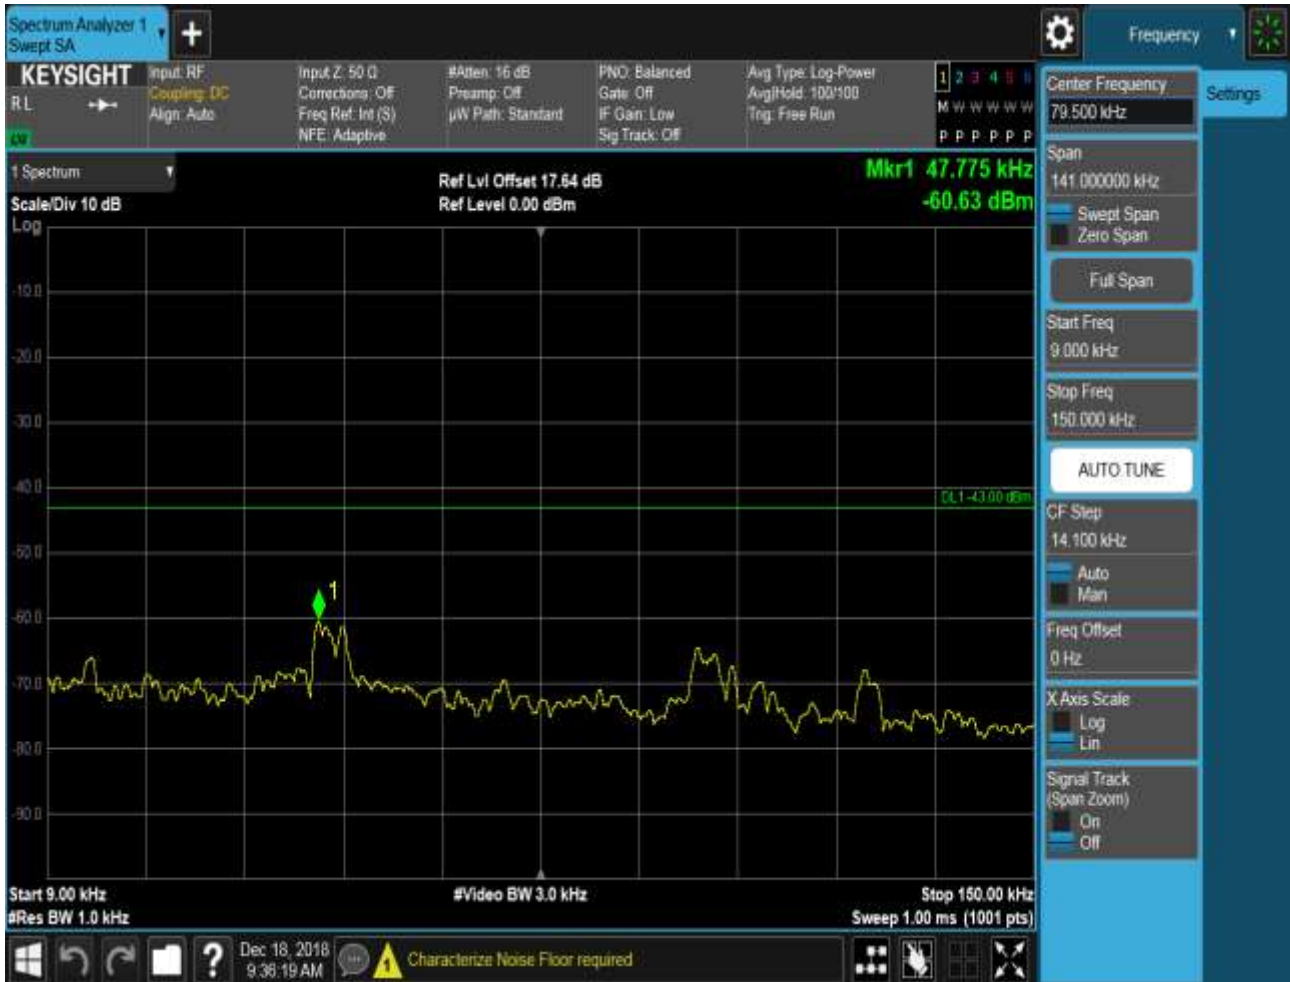 Spectrum Analyzer 1
Swept SA
Frequency
KEYSIGHT
Input: RF
Input Z: 50 Ω
#Atten: 16 dB
PNO: Balanced
Avg Type: Log-Power
1 2 3 4 5 6
R L
Coupling: DC
Corrections: Off
Preamp: Off
Gate: Off
Avg|Hold: 100/100
M W W W W W
Align: Auto
Freq Ref: Int (S)
µW Path: Standard
IF Gain: Low
Trig: Free Run
NFE: Adaptive
Sig Track: Off
P P P P P P
1 Spectrum
Ref Lvl Offset 17.64 dB
Mkr1 47.775 kHz
Scale/Div 10 dB
Ref Level 0.00 dBm
-60.63 dBm
Log
-10.0
-20.0
-30.0
-40.0
DL1 -43.00 dBm
-50.0
1
-60.0
-70.0
-80.0
-90.0
Start 9.00 kHz
#Video BW 3.0 kHz
Stop 150.00 kHz
#Res BW 1.0 kHz
Sweep 1.00 ms (1001 pts)
Center Frequency
79.500 kHz
Settings
Span
141.000000 kHz
Swept Span
Zero Span
Full Span
Start Freq
9.000 kHz
Stop Freq
150.000 kHz
AUTO TUNE
CF Step
14.100 kHz
Auto
Man
Freq Offset
0 Hz
X Axis Scale
Log
Lin
Signal Track
(Span Zoom)
On
Off
?
Dec 18, 2018
9:36:19 AM
Characterize Noise Floor required